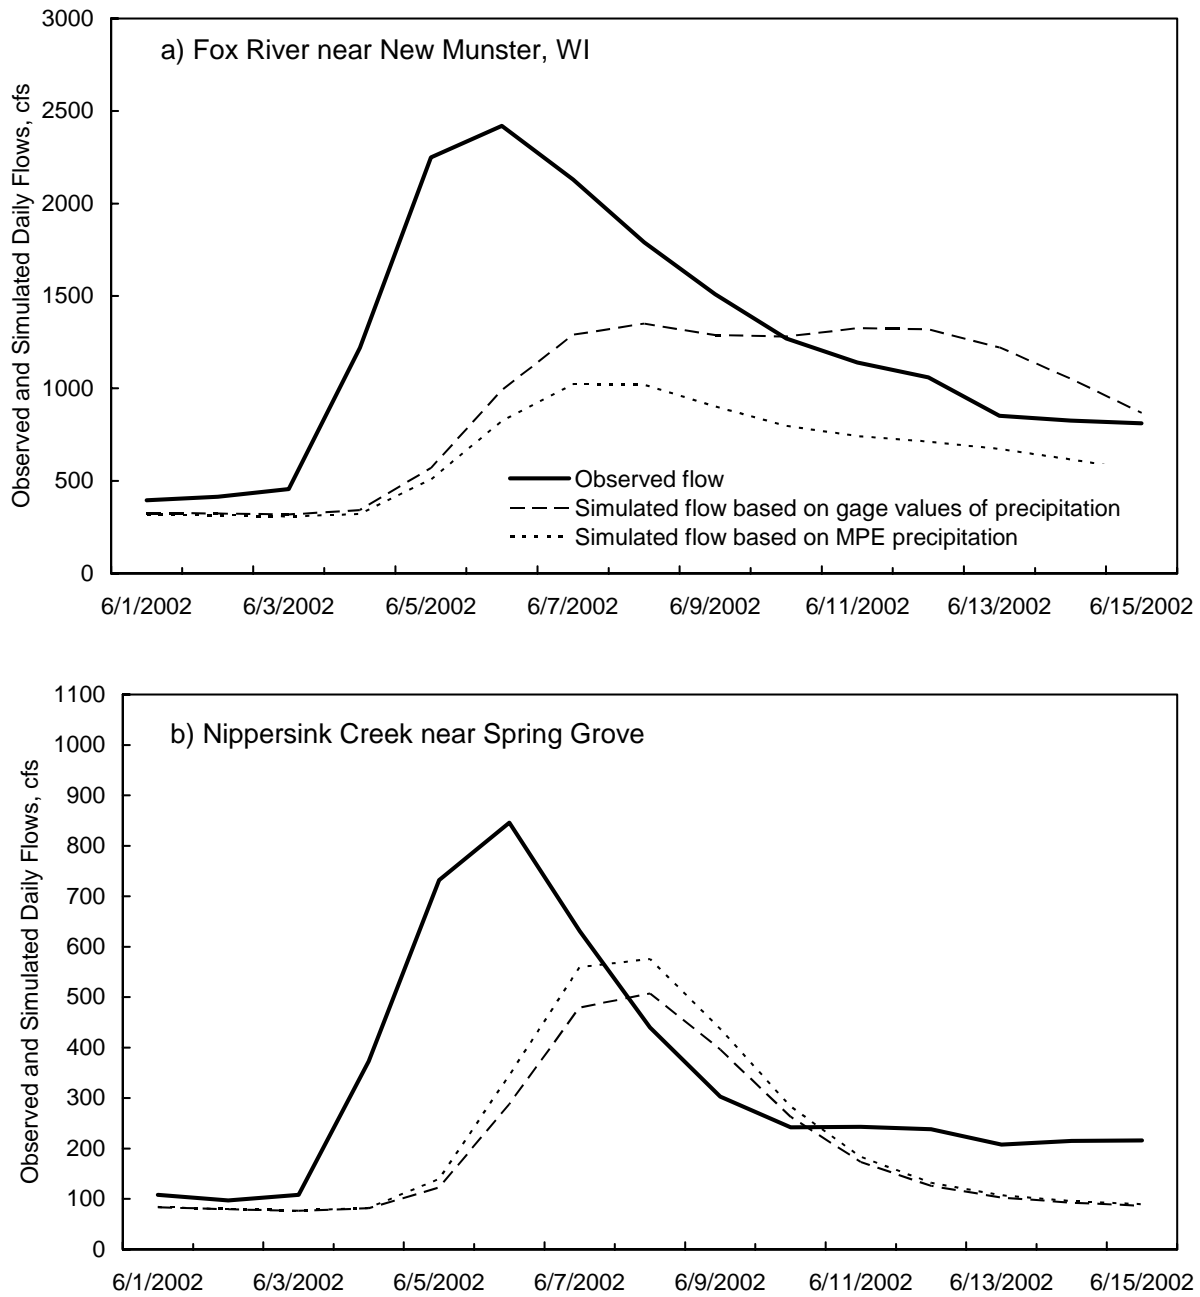 a) Fox River near New Munster, WI
Observed and Simulated Daily Flows, cfs
3000
2500
2000
1500
1000
500
0
Observed flow
Simulated flow based on gage values of precipitation
Simulated flow based on MPE precipitation
6/1/2002 6/3/2002 6/5/2002 6/7/2002 6/9/2002 6/11/2002 6/13/2002 6/15/2002
b) Nippersink Creek near Spring Grove
Observed and Simulated Daily Flows, cfs
1100
1000
900
800
700
600
500
400
300
200
100
0
6/1/2002 6/3/2002 6/5/2002 6/7/2002 6/9/2002 6/11/2002 6/13/2002 6/15/2002